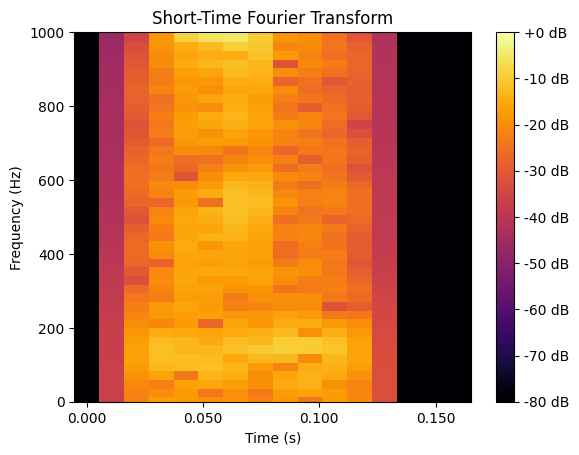 Short-Time Fourier Transform
Frequency (Hz)
1000
800
600
400
200
0
0.000
0.050
0.100
0.150
Time (s)
+0 dB
-10 dB
-20 dB
-30 dB
-40 dB
-50 dB
-60 dB
-70 dB
-80 dB